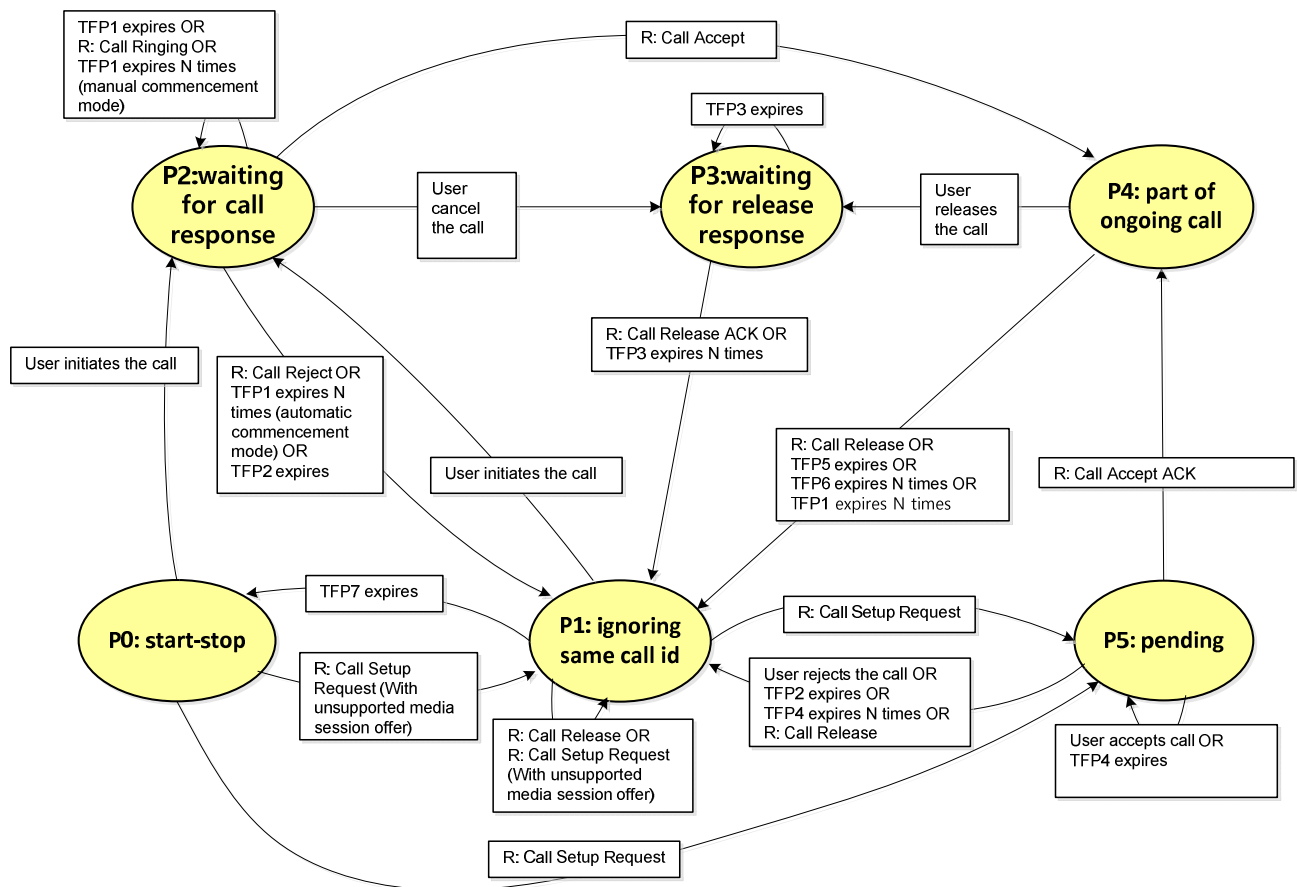 TFP1 expires OR
R: Call Ringing OR
TFP1 expires N times
(manual commencement
mode)
R: Call Accept
TFP3 expires
P2:waiting
for call
response
User
cancel
the call
P3:waiting
for release
response
User
releases
the call
P4: part of
ongoing call
User initiates the call
R: Call Reject OR
TFP1 expires N
times (automatic
commencement
mode) OR
TFP2 expires
User initiates the call
R: Call Release ACK OR
TFP3 expires N times
R: Call Release OR
TFP5 expires OR
TFP6 expires N times OR
TFP1 expires N times
R: Call Accept ACK
P0: start-stop
TFP7 expires
R: Call Setup
Request (With
unsupported media
session offer)
P1: ignoring
same call id
R: Call Release OR
R: Call Setup Request
(With unsupported
media session offer)
R: Call Setup Request
User rejects the call OR
TFP2 expires OR
TFP4 expires N times OR
R: Call Release
P5: pending
User accepts call OR
TFP4 expires
R: Call Setup Request